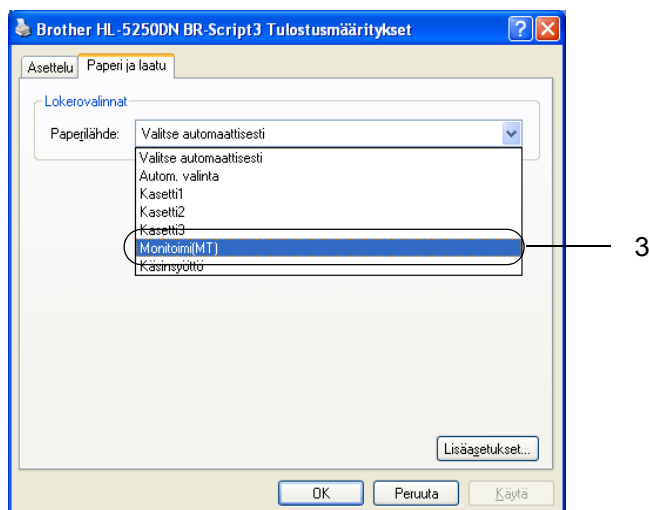 Brother HL-5250DN BR-Script3 Tulostusmääritykset
Asettelu Paperi ja laatu
Lokerovalinnat
Paperilähde: Valitse automaattisesti
Valitse automaattisesti
Autom. valinta
Kasetti1
Kasetti2
Kasetti3
Monitoimi(MT)
3
Käsinsyöttö
Lisäasetukset...
OK Peruuta Käytä